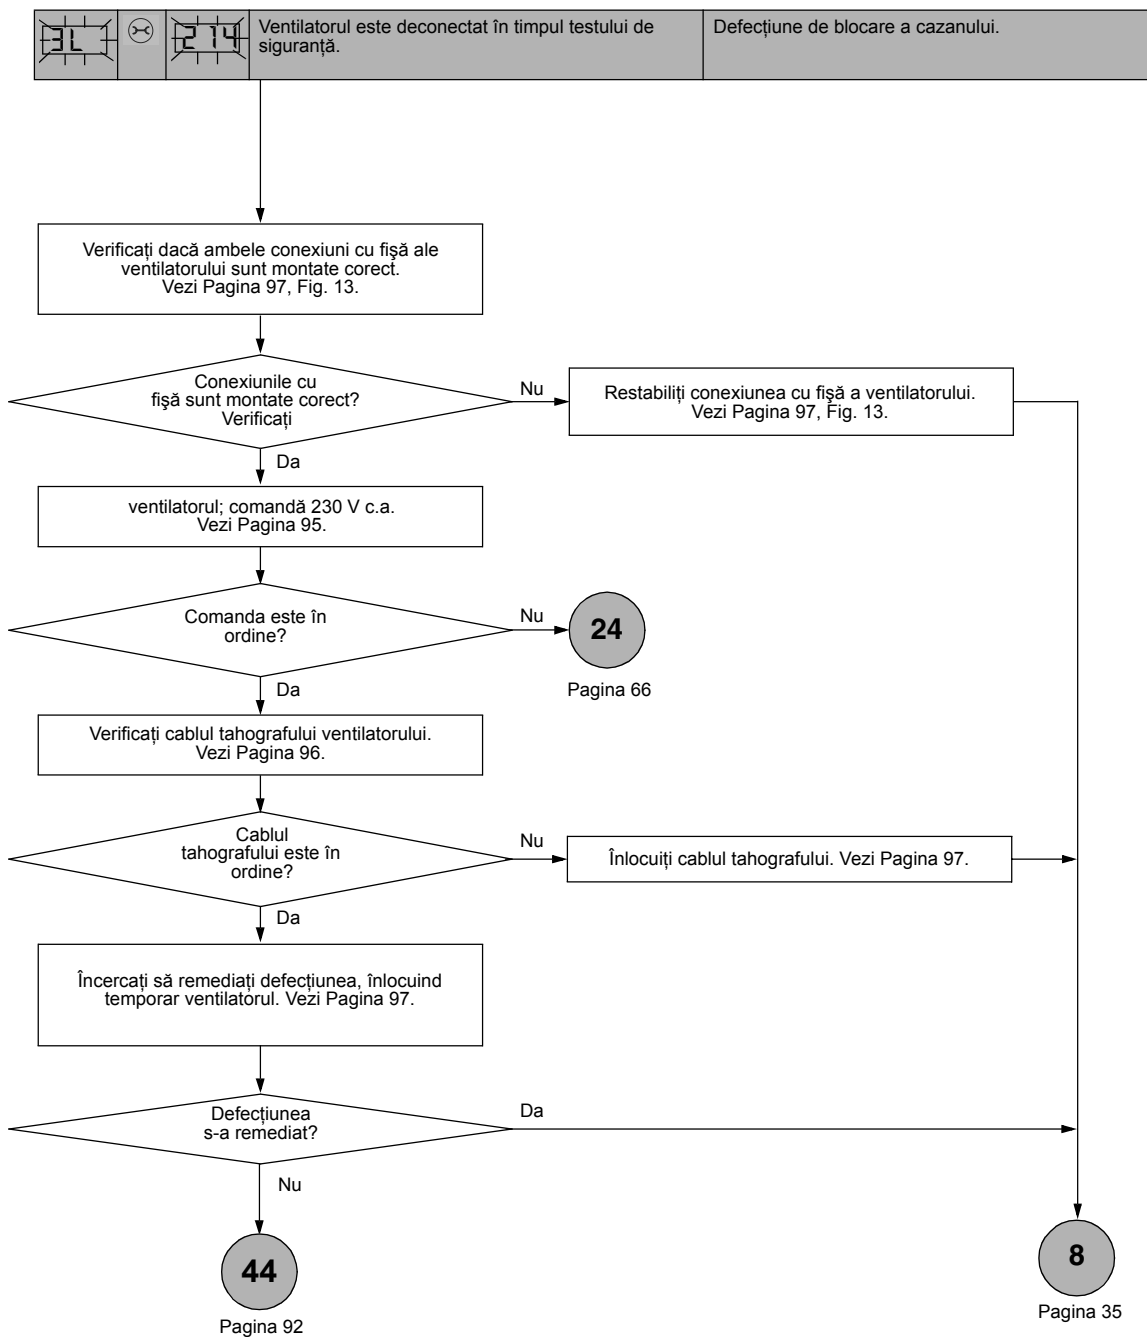 3L
214
Ventilatorul este deconectat în timpul testului de
siguranță.
Defecțiune de blocare a cazanului.
Verificați dacă ambele conexiuni cu fişă ale
ventilatorului sunt montate corect.
Vezi Pagina 97, Fig. 13.
Conexiunile cu
fişă sunt montate corect?
Verificați
Nu
Restabiliți conexiunea cu fişă a ventilatorului.
Vezi Pagina 97, Fig. 13.
Da
ventilatorul; comandă 230 V c.a.
Vezi Pagina 95.
Comanda este în
ordine?
Nu
24
Pagina 66
Da
Verificați cablul tahografului ventilatorului.
Vezi Pagina 96.
Cablul
tahografului este în
ordine?
Nu
Înlocuiți cablul tahografului. Vezi Pagina 97.
Da
Încercați să remediați defecțiunea, înlocuind
temporar ventilatorul. Vezi Pagina 97.
Defecțiunea
s-a remediat?
Da
Nu
44
Pagina 92
8
Pagina 35